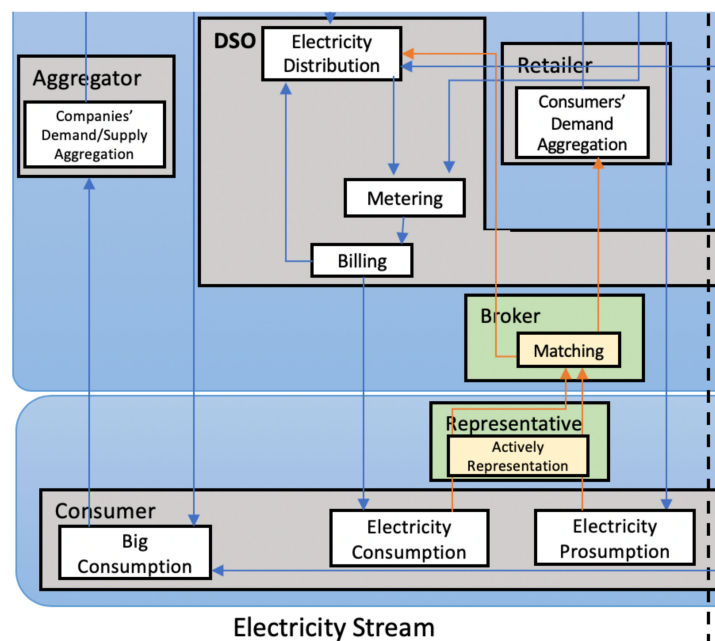 DSO
Electricity
Distribution
Aggregator
Companies'
Demand/Supply
Aggregation
Retailer
Consumers'
Demand
Aggregation
Metering
Billing
Broker
Matching
Representative
Actively
Representation
Consumer
Big
Consumption
Electricity
Consumption
Electricity
Prosumption
Electricity Stream